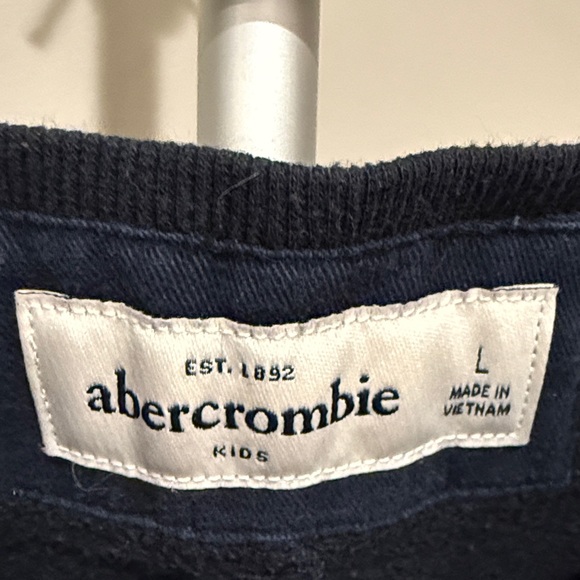 EST. 1892
abercrombie
KIDS
L
MADE IN
VIETNAM